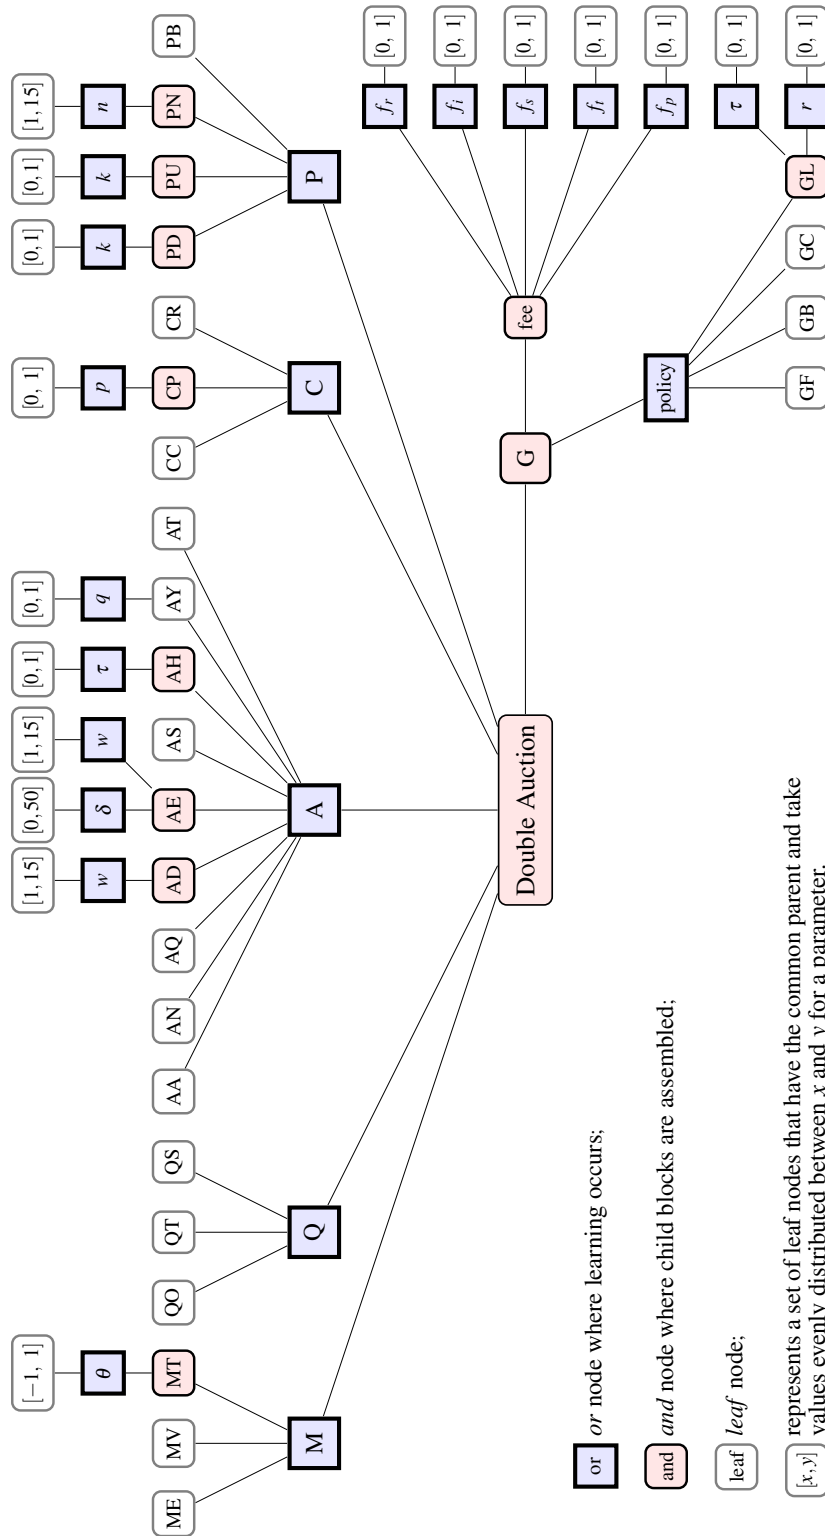 [−1, 1] [1,15] [0,50] [1,15] [0,1] [0,1] [0,1] [0,1] [0,1] [1,15]
θ w δ w τ q p k k n
ME MV MT QO QT QS AA AN AQ AD AE AS AH AY AT CC CP CR PD PU PN PB
M Q A C P
f_r [0, 1]
f_i [0, 1]
Double Auction G fee f_s [0, 1]
or or node where learning occurs;
f_t [0, 1]
and and node where child blocks are assembled;
policy f_p [0, 1]
leaf leaf node;
τ [0, 1]
[x,y] represents a set of leaf nodes that have the common parent and take
values evenly distributed between x and y for a parameter.
GF GB GC GL r [0, 1]